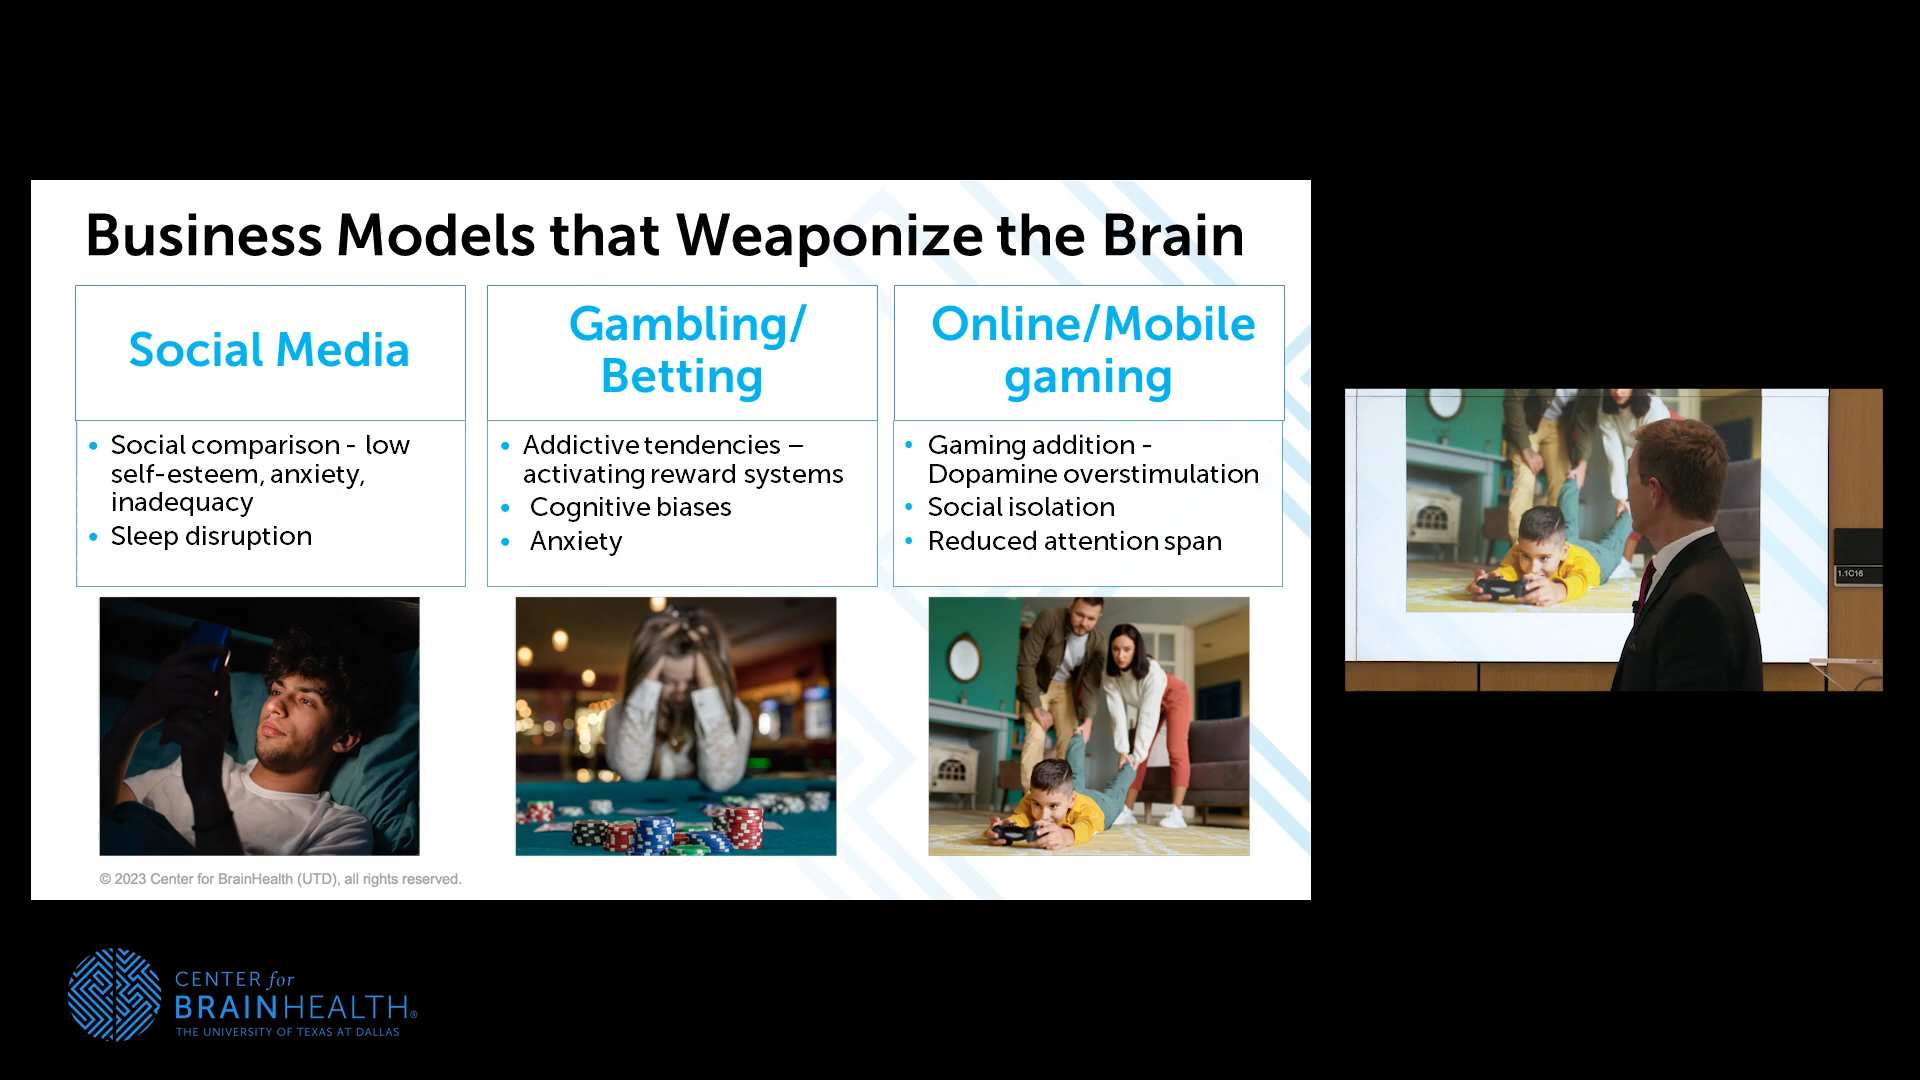 Business Models that Weaponize the Brain
Social Media
• Social comparison - low
self-esteem, anxiety,
inadequacy
• Sleep disruption
Gambling/
Betting
• Addictive tendencies –
activating reward systems
• Cognitive biases
• Anxiety
Online/Mobile
gaming
• Gaming addition -
Dopamine overstimulation
• Social isolation
• Reduced attention span
© 2023 Center for BrainHealth (UTD), all rights reserved.
1.1C16
CENTER for
BRAINHEALTH®
THE UNIVERSITY OF TEXAS AT DALLAS